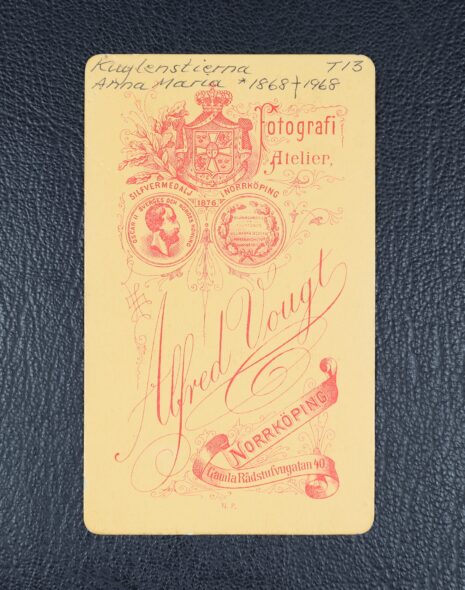 Kuylenstierna T13
Anna Maria * 1868 † 1968
Fotografi
Atelier,
SILFVERMEDALJ I NORRKÖPING
1876
OSCAR II SVERIGES OCH NORGES KONUNG
Alfred Vougt
NORRKÖPING
Gamla Rådstufvugatan 40
N. P.